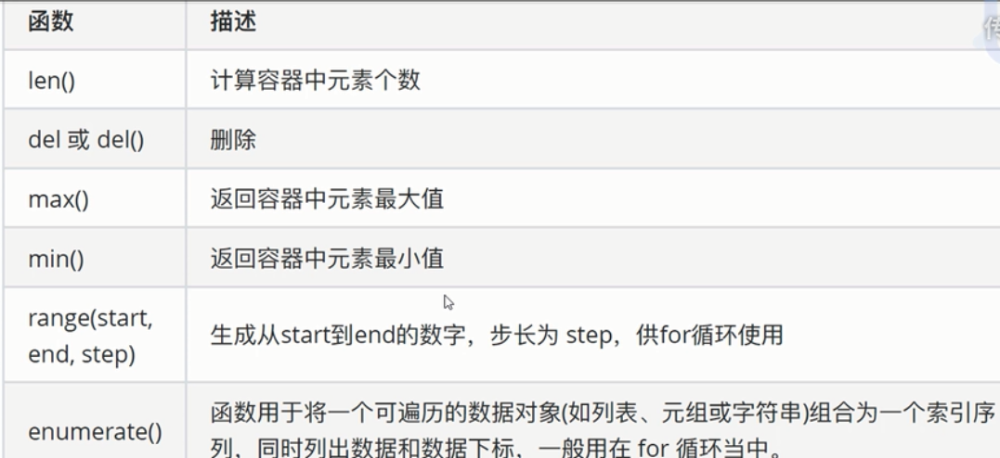 函数 描述
len() 计算容器中元素个数
del 或 del() 删除
max() 返回容器中元素最大值
min() 返回容器中元素最小值
range(start,
end, step)
生成从start到end的数字，步长为 step，供for循环使用
enumerate()
函数用于将一个可遍历的数据对象(如列表、元组或字符串)组合为一个索引序
列，同时列出数据和数据下标，一般用在 for 循环当中。